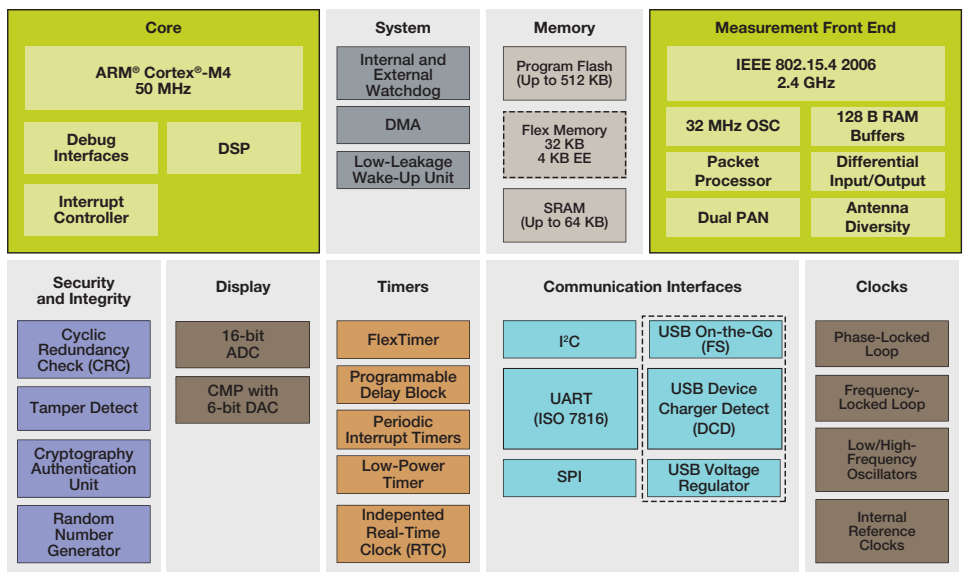 Core
ARM® Cortex®-M4
50 MHz
Debug
Interfaces
DSP
Interrupt
Controller
System
Internal and
External
Watchdog
DMA
Low-Leakage
Wake-Up Unit
Memory
Program Flash
(Up to 512 KB)
Flex Memory
32 KB
4 KB EE
SRAM
(Up to 64 KB)
Measurement Front End
IEEE 802.15.4 2006
2.4 GHz
32 MHz OSC
128 B RAM
Buffers
Packet
Processor
Differential
Input/Output
Dual PAN
Antenna
Diversity
Security
and Integrity
Cyclic
Redundancy
Check (CRC)
Tamper Detect
Cryptography
Authentication
Unit
Random
Number
Generator
Display
16-bit
ADC
CMP with
6-bit DAC
Timers
FlexTimer
Programmable
Delay Block
Periodic
Interrupt Timers
Low-Power
Timer
Indepented
Real-Time
Clock (RTC)
Communication Interfaces
I²C
USB On-the-Go
(FS)
UART
(ISO 7816)
USB Device
Charger Detect
(DCD)
SPI
USB Voltage
Regulator
Clocks
Phase-Locked
Loop
Frequency-
Locked Loop
Low/High-
Frequency
Oscillators
Internal
Reference
Clocks